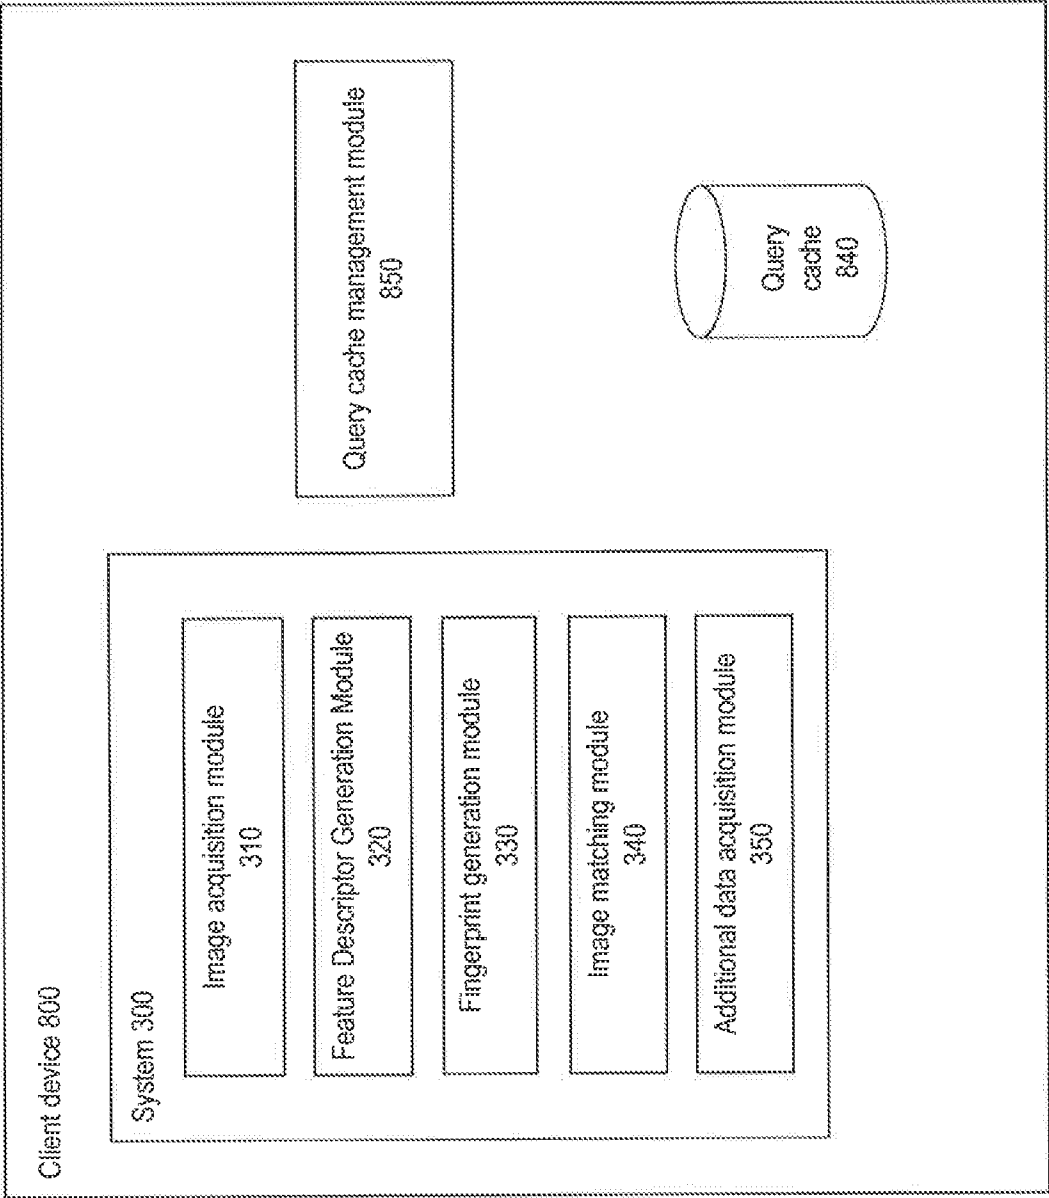 Client device 800
System 300
Image acquisition module
310
Feature Descriptor Generation Module
320
Fingerprint generation module
330
Image matching module
340
Additional data acquisition module
350
Query cache management module
850
Query
cache
840